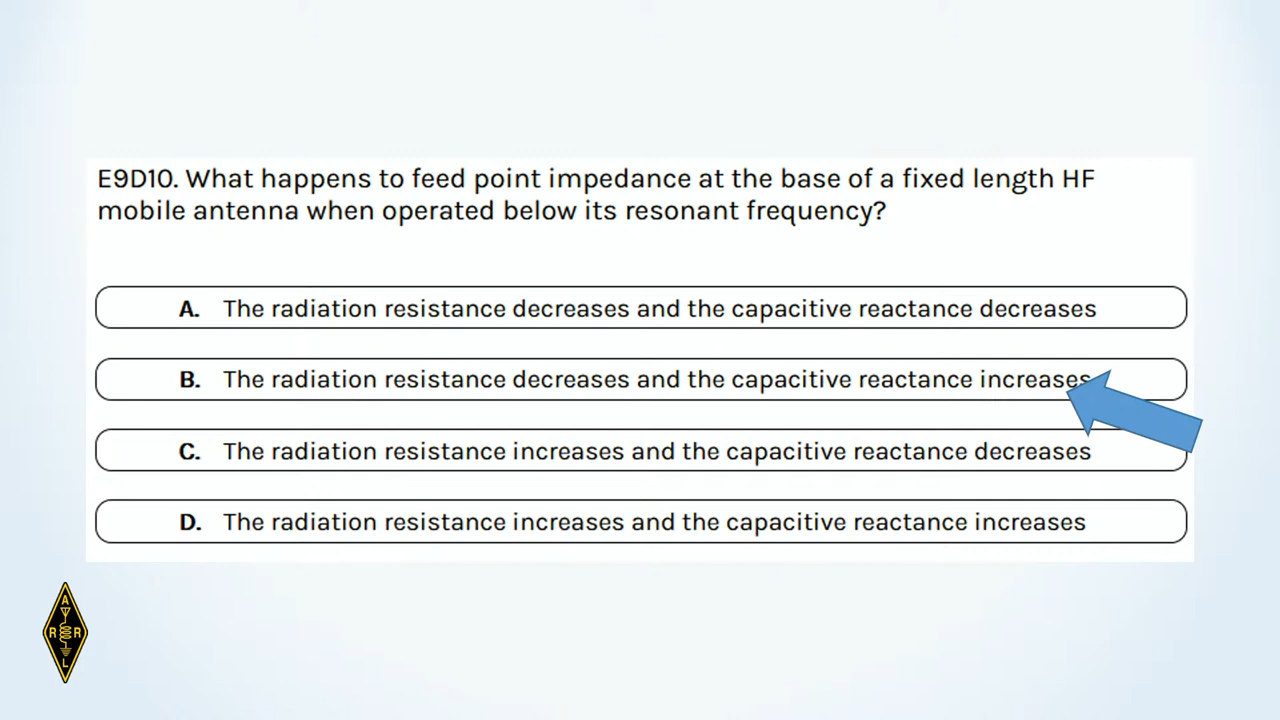 E9D10. What happens to feed point impedance at the base of a fixed length HF
mobile antenna when operated below its resonant frequency?
A. The radiation resistance decreases and the capacitive reactance decreases
B. The radiation resistance decreases and the capacitive reactance increases
C. The radiation resistance increases and the capacitive reactance decreases
D. The radiation resistance increases and the capacitive reactance increases
A
R R
L